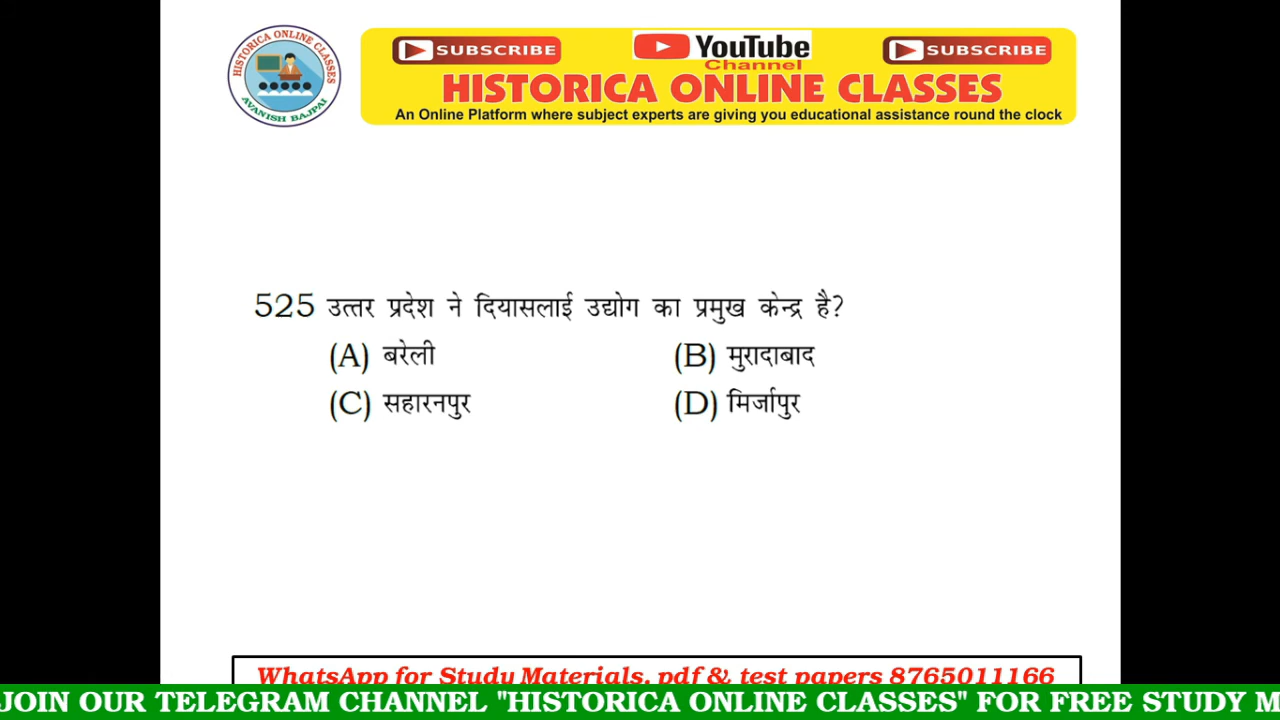 HISTORICA ONLINE CLASSES
AVANISH BAJPAI
SUBSCRIBE
YouTube
Channel
SUBSCRIBE
HISTORICA ONLINE CLASSES
An Online Platform where subject experts are giving you educational assistance round the clock
525 उत्तर प्रदेश ने दियासलाई उद्योग का प्रमुख केन्द्र है?
(A) बरेली (B) मुरादाबाद
(C) सहारनपुर (D) मिर्जापुर
WhatsApp for Study Materials, pdf & test papers 8765011166
JOIN OUR TELEGRAM CHANNEL "HISTORICA ONLINE CLASSES" FOR FREE STUDY M